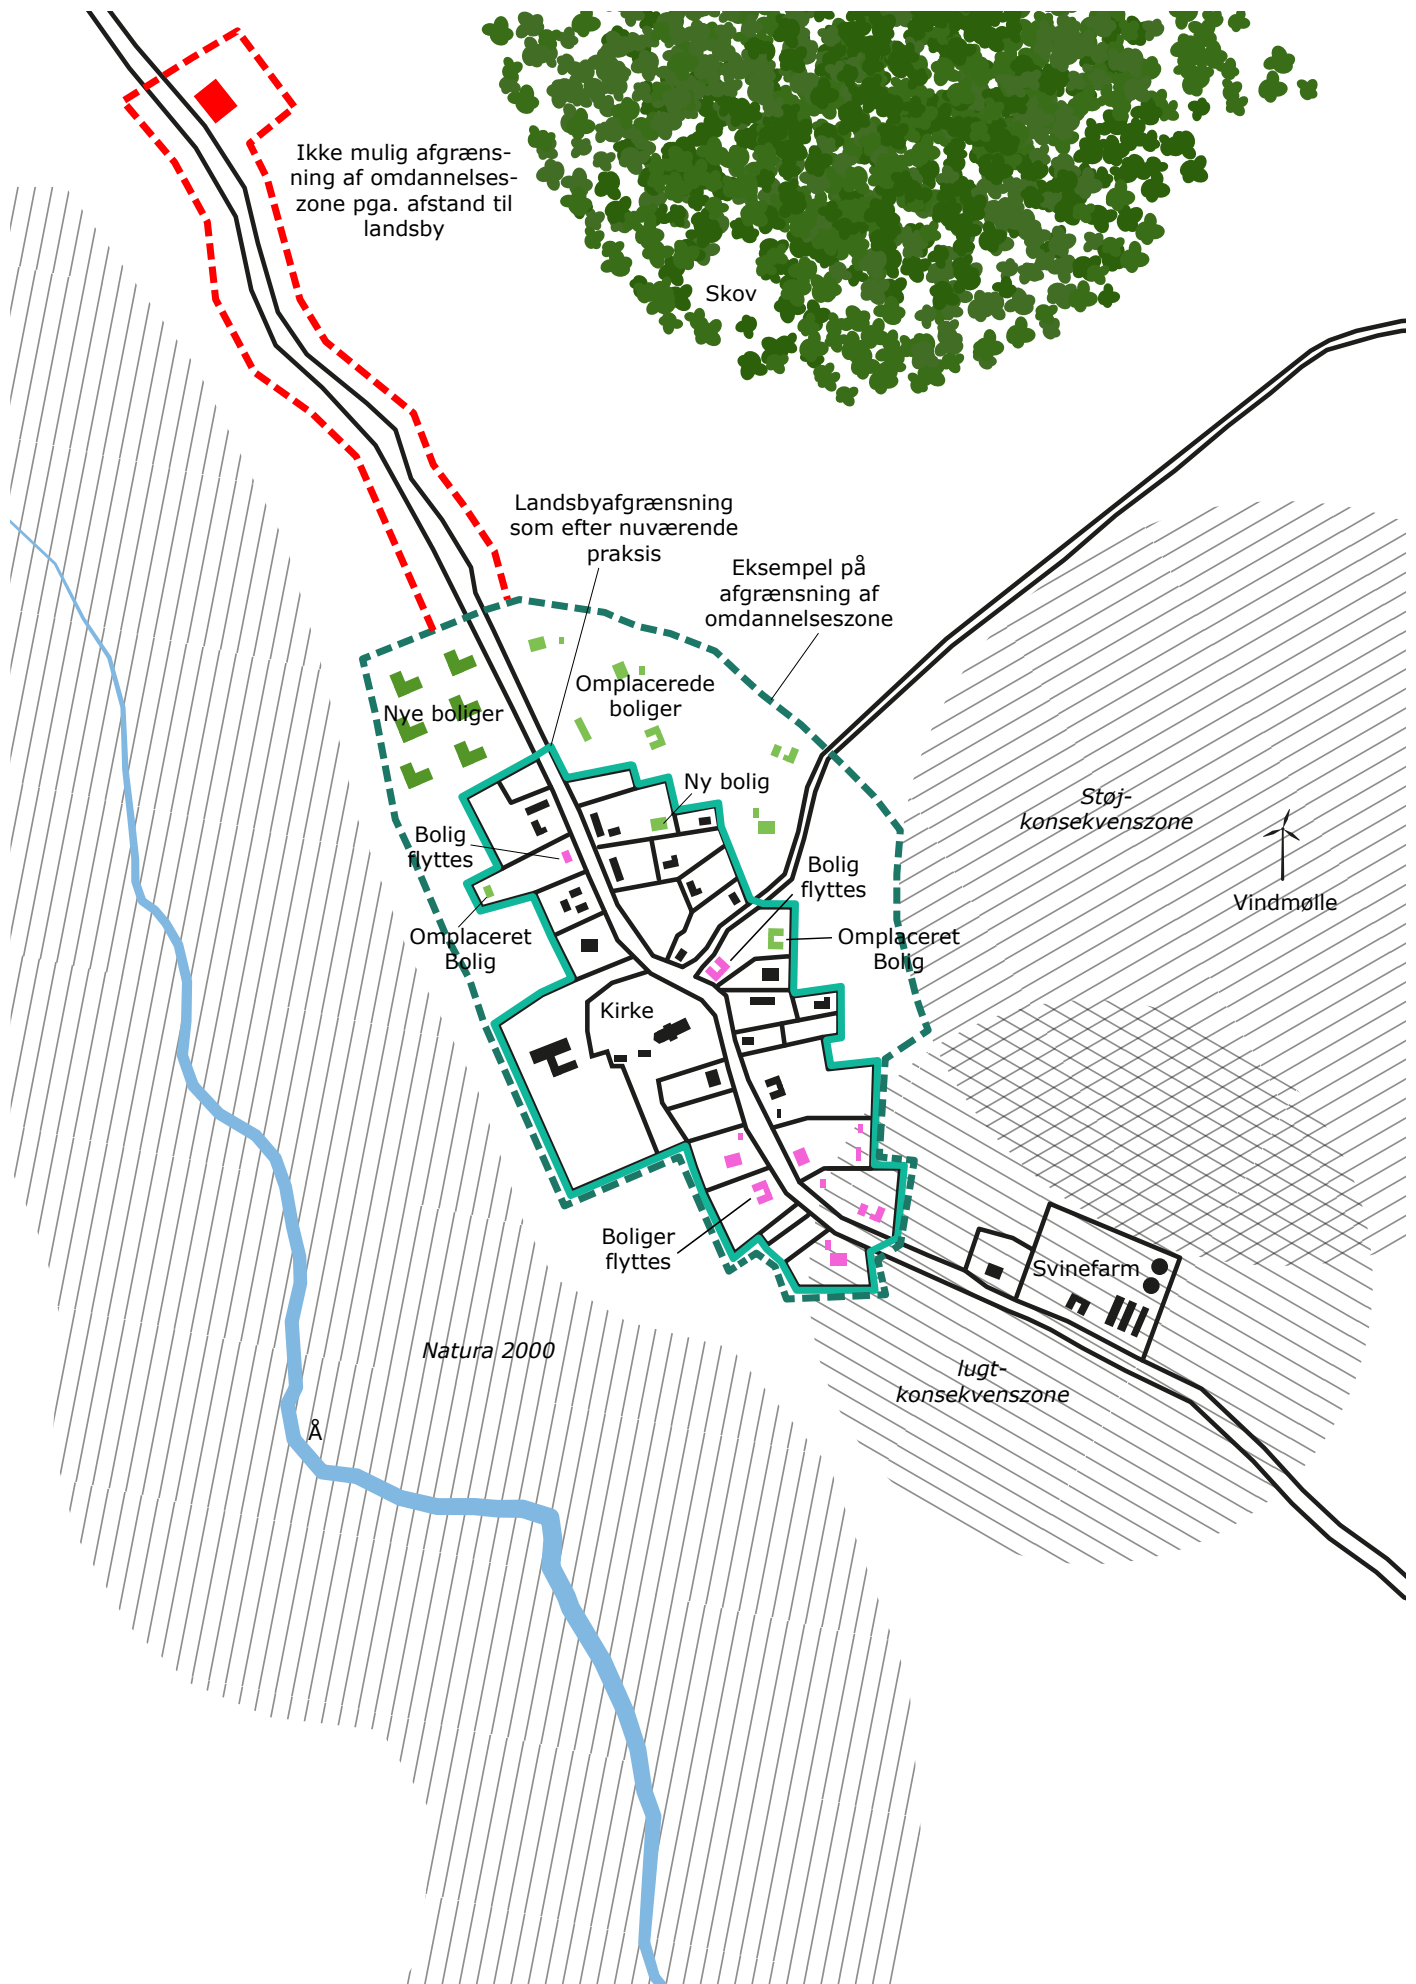 Ikke mulig afgræns-
ning af omdannelses-
zone pga. afstand til
landsby
Skov
Landsbyafgrænsning
som efter nuværende
praksis
Eksempel på
afgrænsning af
omdannelseszone
Omplacerede
boliger
Nye boliger
Ny bolig
Støj-
konsekvenszone
Bolig
flyttes
Bolig
flyttes
Vindmølle
Omplaceret
Bolig
Omplaceret
Bolig
Kirke
Boliger
flyttes
Svinefarm
Natura 2000
lugt-
konsekvenszone
Å